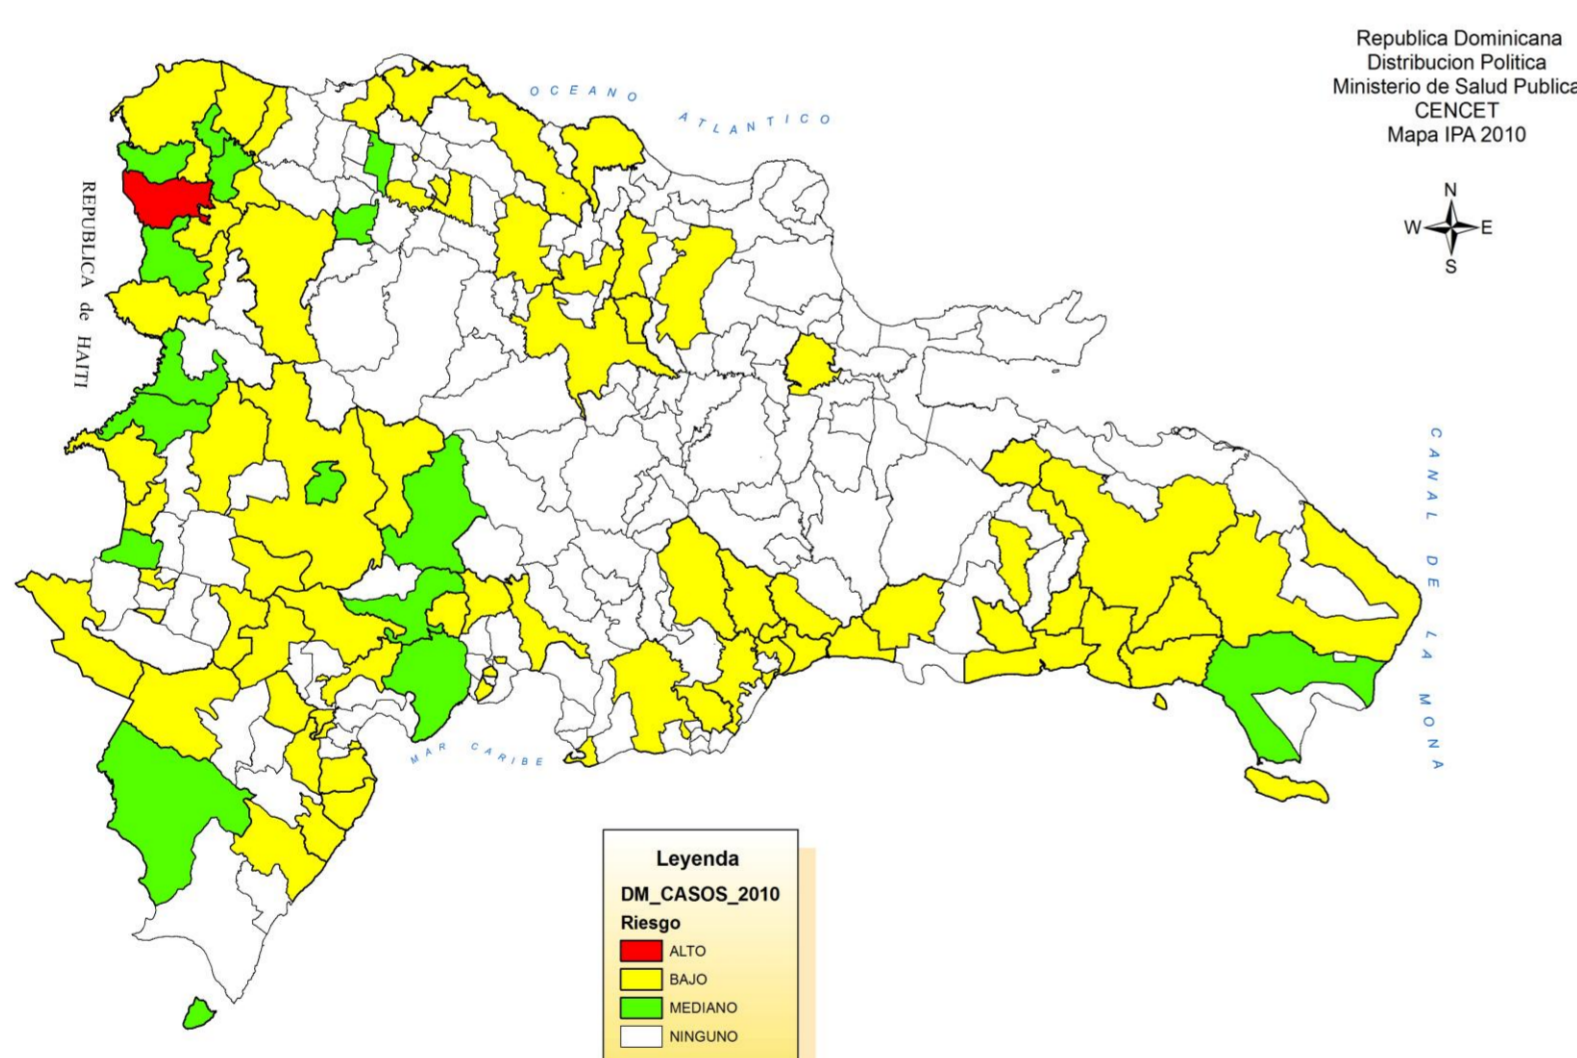 Republica Dominicana
Distribucion Politica
Ministerio de Salud Publica
CENCET
Mapa IPA 2010
N
W E
S
OCEANO
ATLANTICO
REPUBLICA de HAITI
CANAL DE LA MONA
MAR CARIBE
Leyenda
DM_CASOS_2010
Riesgo
ALTO
BAJO
MEDIANO
NINGUNO